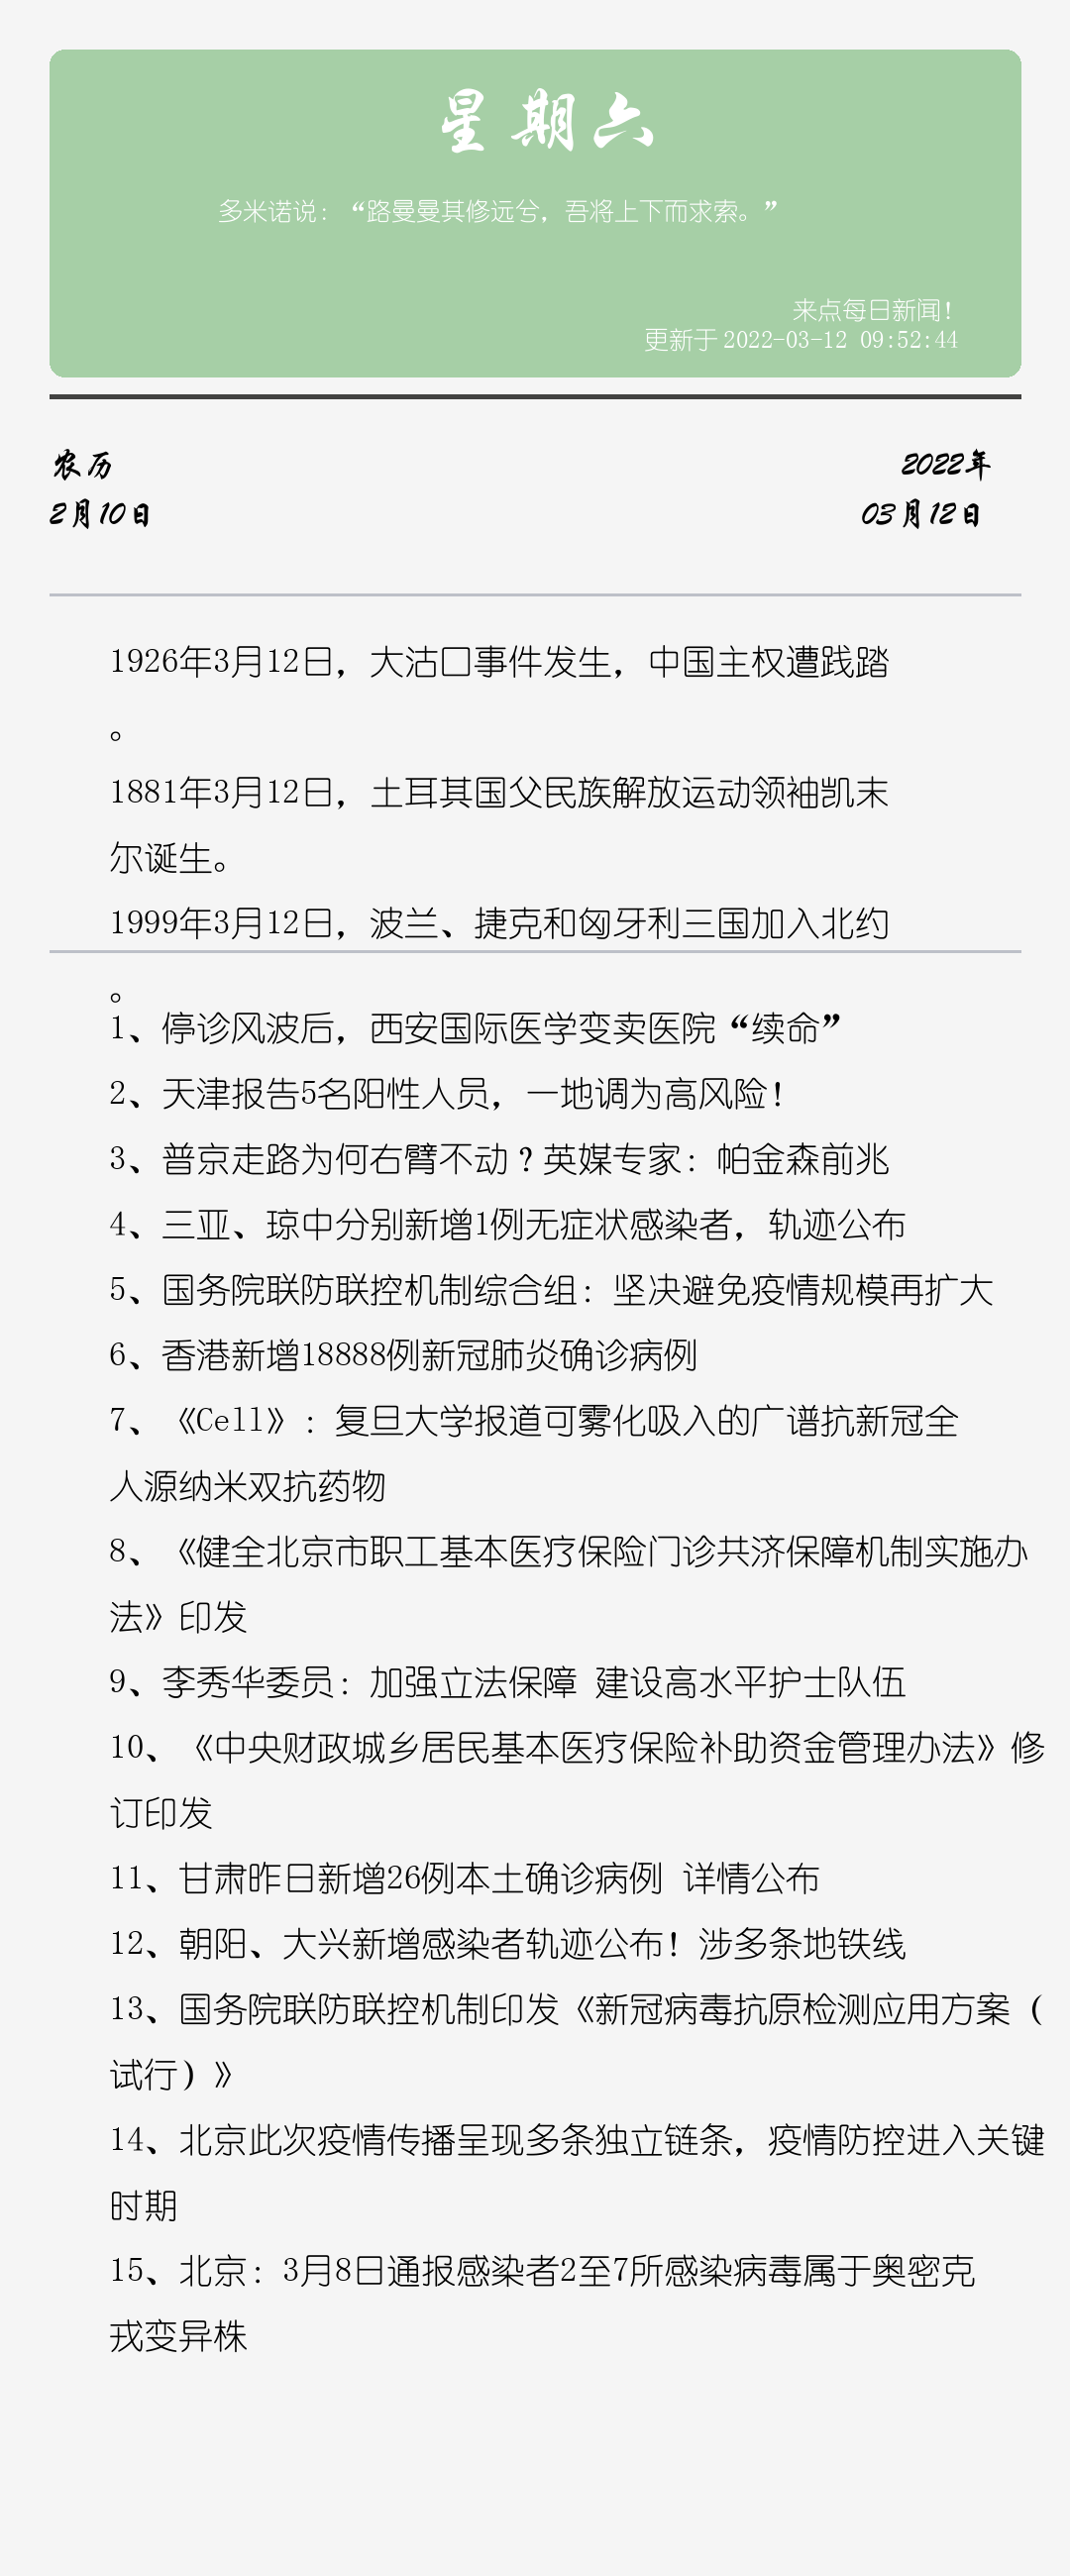 星期六
多米诺说：“路曼曼其修远兮，吾将上下而求索。”
来点每日新闻！
更新于 2022-03-12 09:52:44
农历
2022年
2月10日
03月12日
1926年3月12日，大沽口事件发生，中国主权遭践踏
。
1881年3月12日，土耳其国父民族解放运动领袖凯末
尔诞生。
1999年3月12日，波兰、捷克和匈牙利三国加入北约
。
1、停诊风波后，西安国际医学变卖医院“续命”
2、天津报告5名阳性人员，一地调为高风险！
3、普京走路为何右臂不动？英媒专家：帕金森前兆
4、三亚、琼中分别新增1例无症状感染者，轨迹公布
5、国务院联防联控机制综合组：坚决避免疫情规模再扩大
6、香港新增18888例新冠肺炎确诊病例
7、《Cell》：复旦大学报道可雾化吸入的广谱抗新冠全
人源纳米双抗药物
8、《健全北京市职工基本医疗保险门诊共济保障机制实施办
法》印发
9、李秀华委员：加强立法保障 建设高水平护士队伍
10、《中央财政城乡居民基本医疗保险补助资金管理办法》修
订印发
11、甘肃昨日新增26例本土确诊病例 详情公布
12、朝阳、大兴新增感染者轨迹公布！涉多条地铁线
13、国务院联防联控机制印发《新冠病毒抗原检测应用方案（
试行）》
14、北京此次疫情传播呈现多条独立链条，疫情防控进入关键
时期
15、北京：3月8日通报感染者2至7所感染病毒属于奥密克
戎变异株